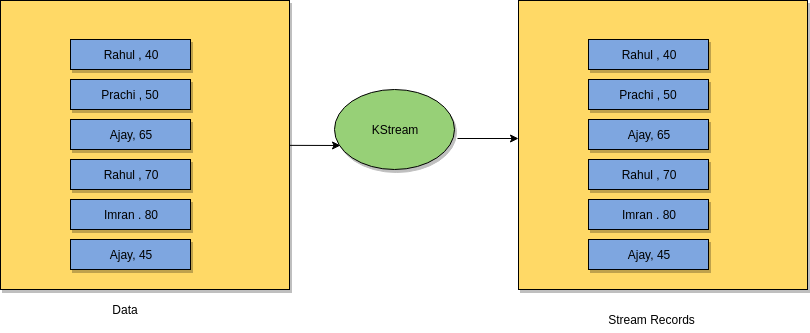 Rahul , 40
Prachi , 50
Ajay, 65
Rahul , 70
Imran . 80
Ajay, 45
Data
KStream
Rahul , 40
Prachi , 50
Ajay, 65
Rahul , 70
Imran . 80
Ajay, 45
Stream Records